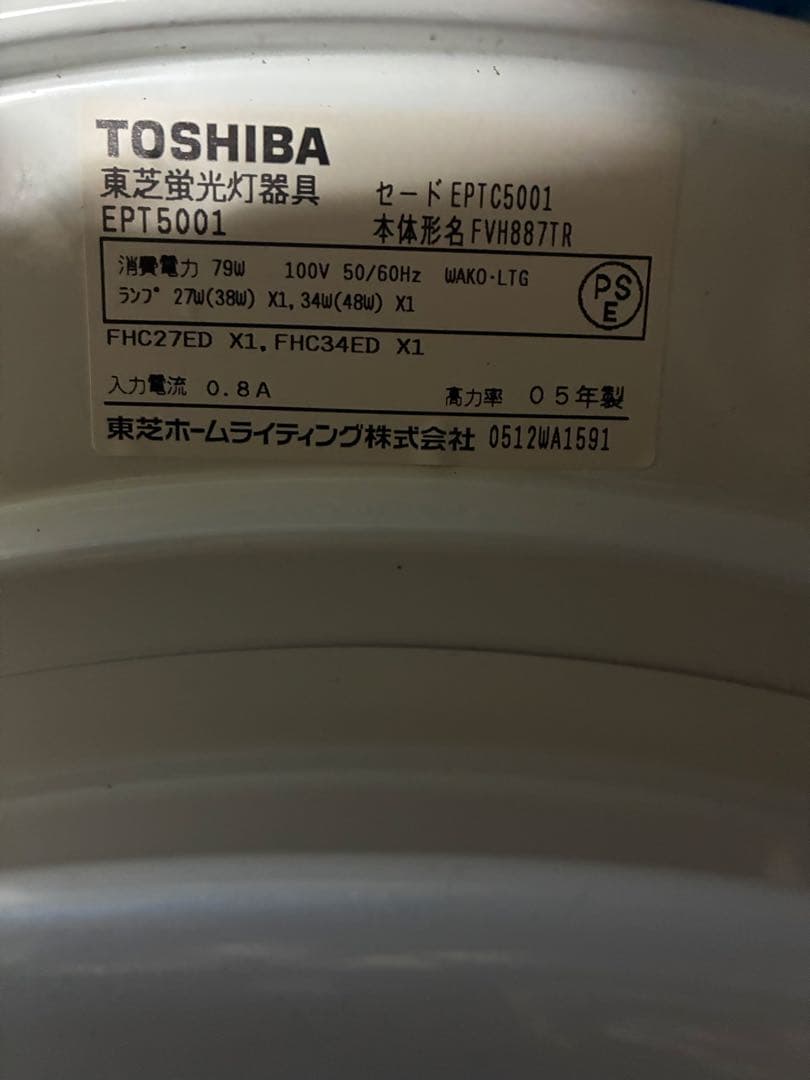 TOSHIBA
東芝蛍光灯器具 セード EPTC5001
EPT5001 本体形名 FVH887TR
消費電力 79W 100V 50/60Hz WAKO-LTG
ランプ 27W(38W) X1,34W(48W) X1
PS
E
FHC27ED X1,FHC34ED X1
入力電流 0.8A 高力率 05年製
東芝ホームライティング株式会社 0512WA1591